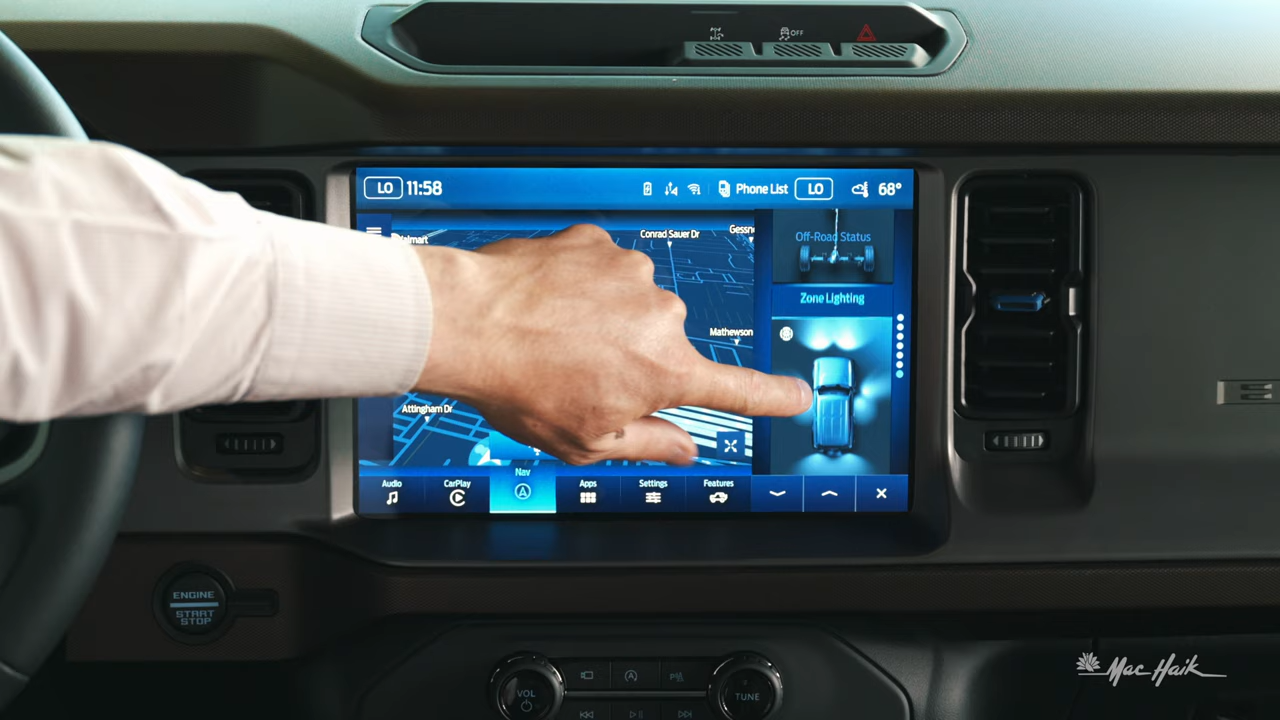 OFF
LO 11:58
Phone List LO 68°
Conrad Sauer Dr
Off-Road Status
Zone Lighting
Mathewson
Attingham Dr
Audio
CarPlay
Nav
Apps
Settings
Features
ENGINE
START
STOP
VOL
TUNE
Mac Haik